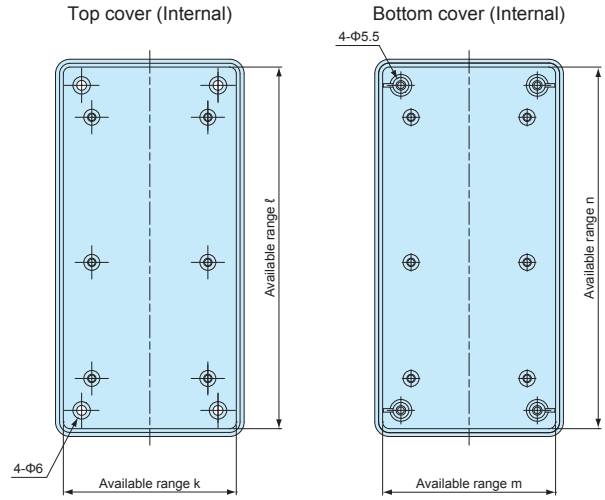 Top cover (Internal)
Bottom cover (Internal)
4-Φ5.5
Available range ℓ
Available range n
4-Φ6
Available range k
Available range m